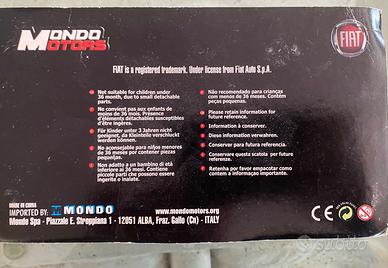 MONDO
MOTORS
FIAT
FIAT is a registered trademark. Under license from Fiat Auto S.p.A.
Not suitable for children under
36 month, due to small detachable
parts.
Ne convient pas aux enfants de
moins de 36 mois. Présence
d'éléments détachables susceptibles
d'être ingères.
Für Kinder unter 3 Jahren nicht
geeignet, da Kleinteile verschluckt
werden können.
No aconsejable para niños menores
de 36 meses por contener piezas
pequeñas.
Non adatto a un bambino di età
inferiore ai 36 mesi. Contiene
piccole parti che possono essere
ingerite o inalate.
Não recomendado para crianças
com menos de 36 meses. Contém
peças pequenas.
Please retain information for
future reference.
Information à conserver.
Diese information verwahren.
Conservar para futura referencia.
Conservare questa scatola per future
referenze.
Retenha por favor empacotar como
contem a informaçao importante.
MADE IN CHINA
IMPORTED BY: MONDO
www.mondomotors.org
Mondo Spa - Piazzale E. Stroppiana 1 - 12051 ALBA, Fraz. Gallo (Cn) - ITALY
CE
0-3
subito